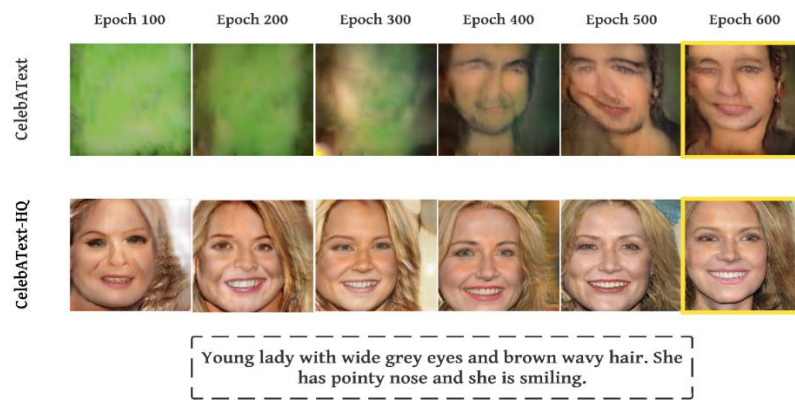 Epoch 100 Epoch 200 Epoch 300 Epoch 400 Epoch 500 Epoch 600
CelebAText
CelebAText-HQ
Young lady with wide grey eyes and brown wavy hair. She
has pointy nose and she is smiling.